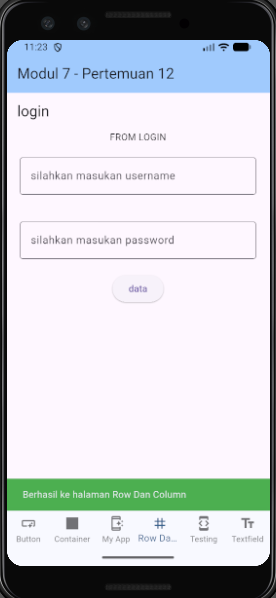 11:23
Modul 7 - Pertemuan 12
login
FROM LOGIN
silahkan masukan username
silahkan masukan password
data
Berhasil ke halaman Row Dan Column
Button Container My App Row Da... Testing Textfield